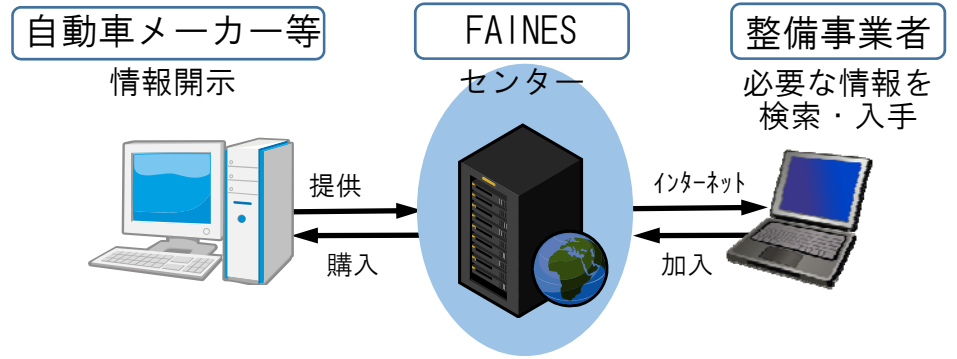 自動車メーカー等
情報開示
FAINES
センター
整備事業者
必要な情報を
検索・入手
提供
購入
ｲﾝﾀｰﾈｯﾄ
加入